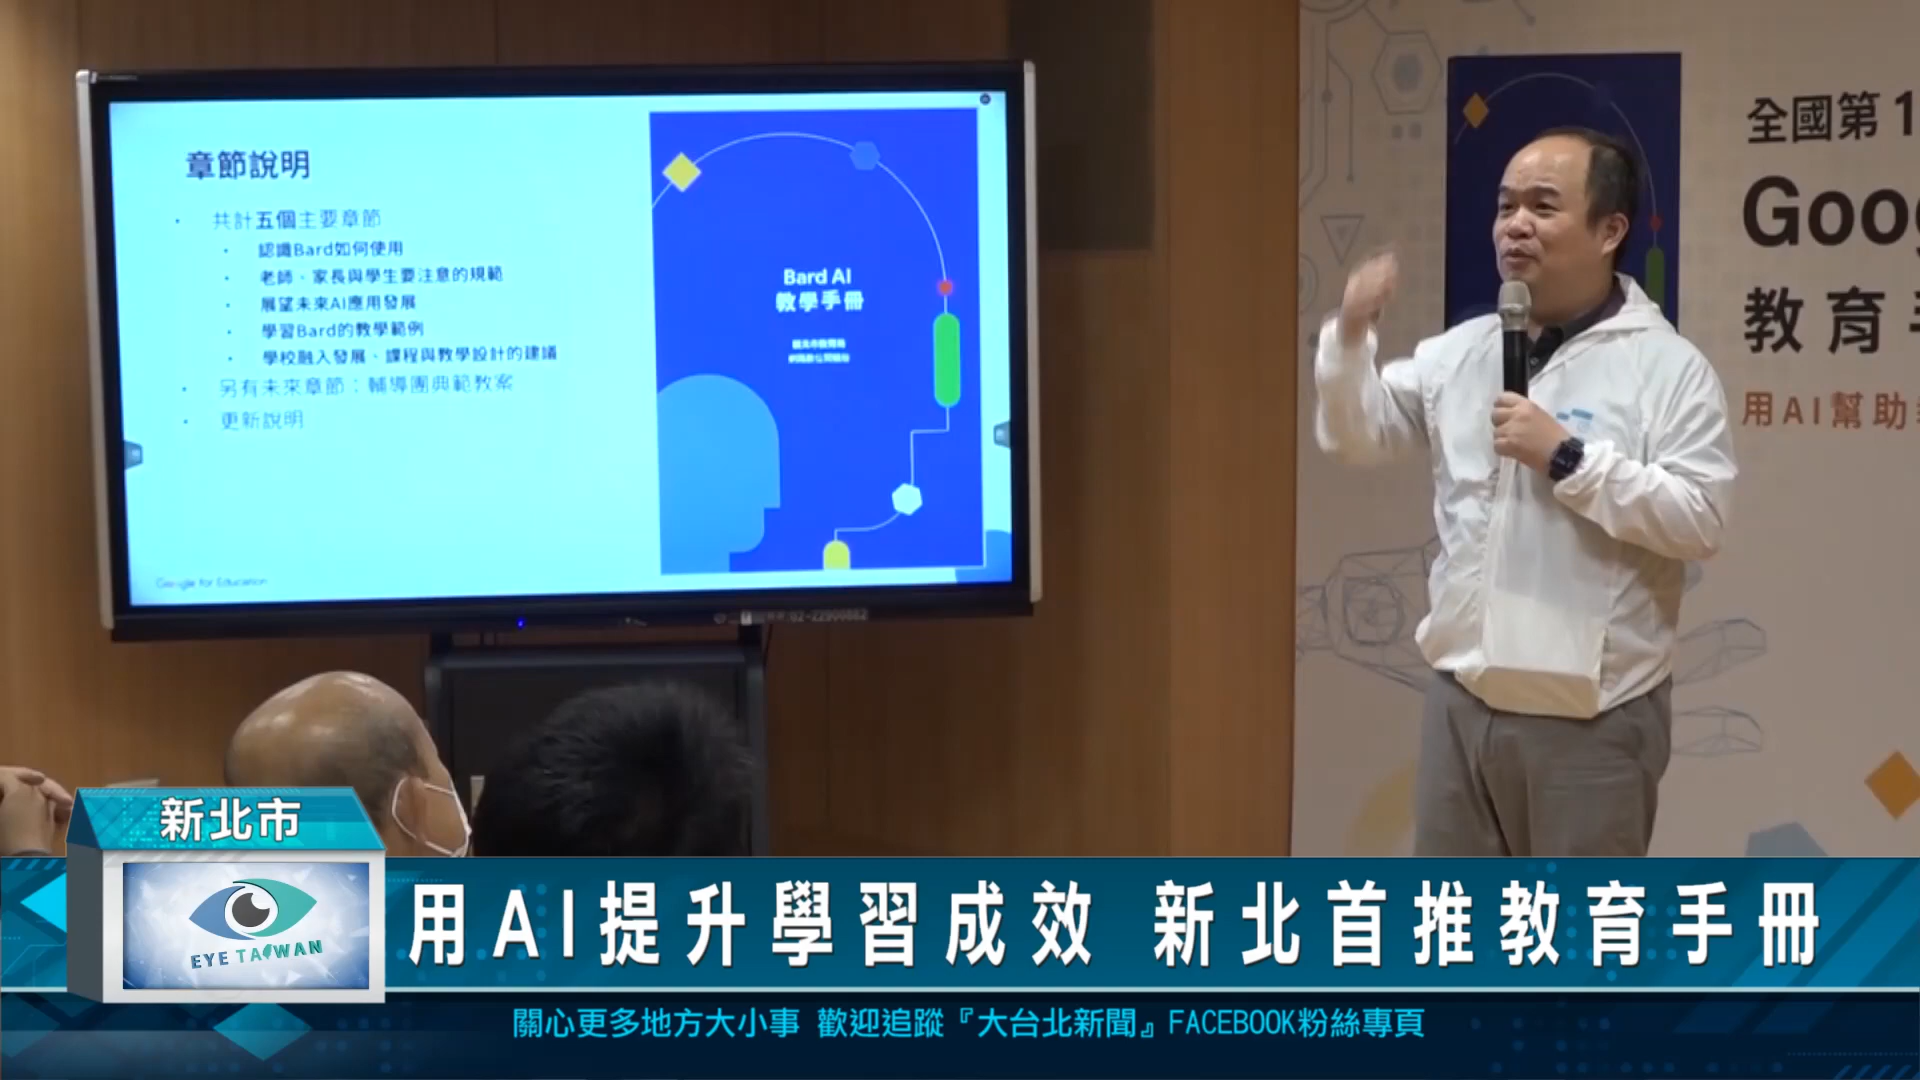 章節說明
共計五個主要章節
認識Bard如何使用
老師、家長與學生要注意的規範
展望未來AI應用發展
學習Bard的教學範例
學校融入發展、課程與教學設計的建議
另有未來章節：輔導團典範教案
更新說明
Google for Education
Bard AI
教學手冊
02-22900882
全國第1
Goog
教育
用AI幫助
新北市
EYE TAIWAN
用AI提升學習成效 新北首推教育手冊
關心更多地方大小事 歡迎追蹤『大台北新聞』FACEBOOK粉絲專頁